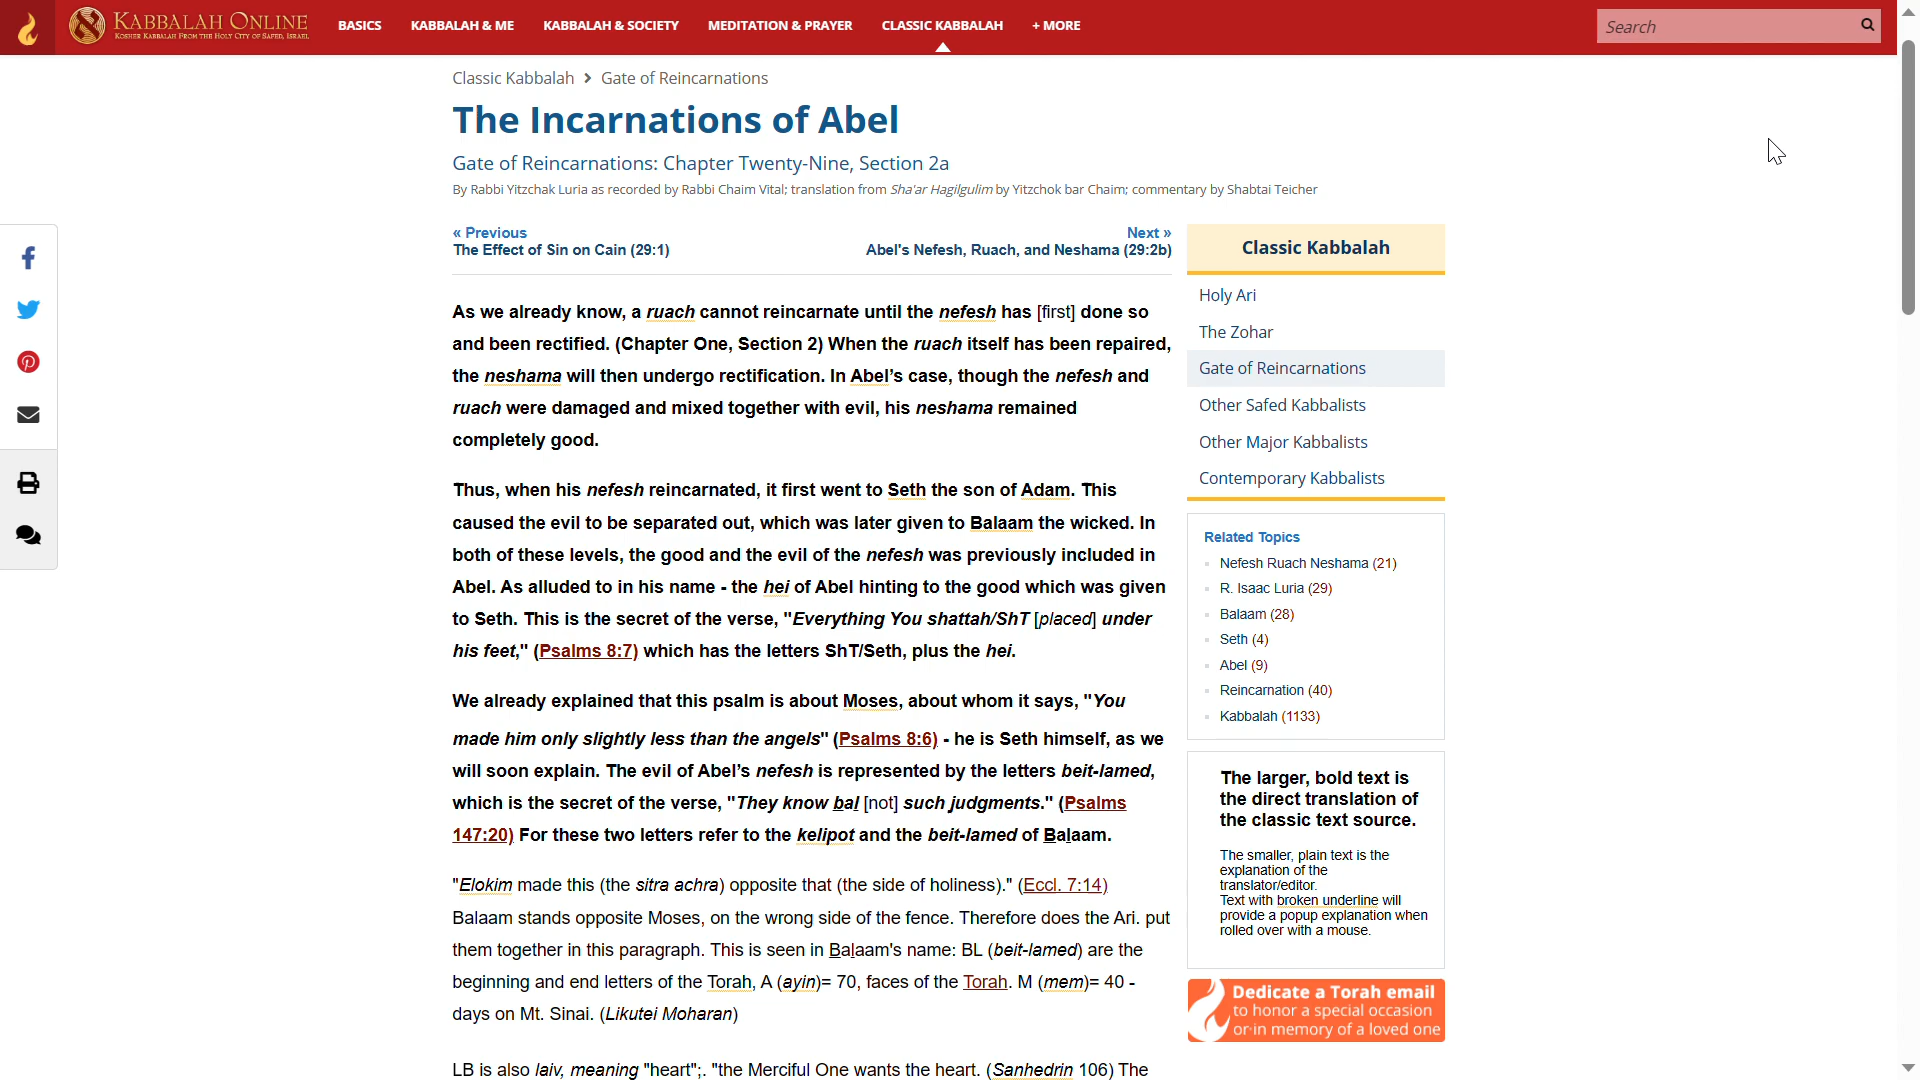 KABBALAH ONLINE
KOSHER KABBALAH FROM THE HOLY CITY OF SAFED, ISRAEL
BASICS
KABBALAH & ME
KABBALAH & SOCIETY
MEDITATION & PRAYER
CLASSIC KABBALAH
+ MORE
Search
Classic Kabbalah > Gate of Reincarnations
The Incarnations of Abel
Gate of Reincarnations: Chapter Twenty-Nine, Section 2a
By Rabbi Yitzchak Luria as recorded by Rabbi Chaim Vital; translation from Sha'ar Hagilgulim by Yitzchok bar Chaim; commentary by Shabtai Teicher
« Previous
The Effect of Sin on Cain (29:1)
Next »
Abel's Nefesh, Ruach, and Neshama (29:2b)
As we already know, a ruach cannot reincarnate until the nefesh has [first] done so
and been rectified. (Chapter One, Section 2) When the ruach itself has been repaired,
the neshama will then undergo rectification. In Abel’s case, though the nefesh and
ruach were damaged and mixed together with evil, his neshama remained
completely good.
Thus, when his nefesh reincarnated, it first went to Seth the son of Adam. This
caused the evil to be separated out, which was later given to Balaam the wicked. In
both of these levels, the good and the evil of the nefesh was previously included in
Abel. As alluded to in his name - the hei of Abel hinting to the good which was given
to Seth. This is the secret of the verse, "Everything You shattah/ShT [placed] under
his feet," (Psalms 8:7) which has the letters ShT/Seth, plus the hei.
We already explained that this psalm is about Moses, about whom it says, "You
made him only slightly less than the angels" (Psalms 8:6) - he is Seth himself, as we
will soon explain. The evil of Abel’s nefesh is represented by the letters beit-lamed,
which is the secret of the verse, "They know bal [not] such judgments." (Psalms
147:20) For these two letters refer to the kelipot and the beit-lamed of Balaam.
"Elokim made this (the sitra achra) opposite that (the side of holiness)." (Eccl. 7:14)
Balaam stands opposite Moses, on the wrong side of the fence. Therefore does the Ari. put
them together in this paragraph. This is seen in Balaam's name: BL (beit-lamed) are the
beginning and end letters of the Torah, A (ayin)= 70, faces of the Torah. M (mem)= 40 -
days on Mt. Sinai. (Likutei Moharan)
LB is also laiv, meaning "heart";. "the Merciful One wants the heart. (Sanhedrin 106) The
Classic Kabbalah
Holy Ari
The Zohar
Gate of Reincarnations
Other Safed Kabbalists
Other Major Kabbalists
Contemporary Kabbalists
Related Topics
Nefesh Ruach Neshama (21)
R. Isaac Luria (29)
Balaam (28)
Seth (4)
Abel (9)
Reincarnation (40)
Kabbalah (1133)
The larger, bold text is
the direct translation of
the classic text source.
The smaller, plain text is the
explanation of the
translator/editor.
Text with broken underline will
provide a popup explanation when
rolled over with a mouse.
Dedicate a Torah email
to honor a special occasion
or in memory of a loved one